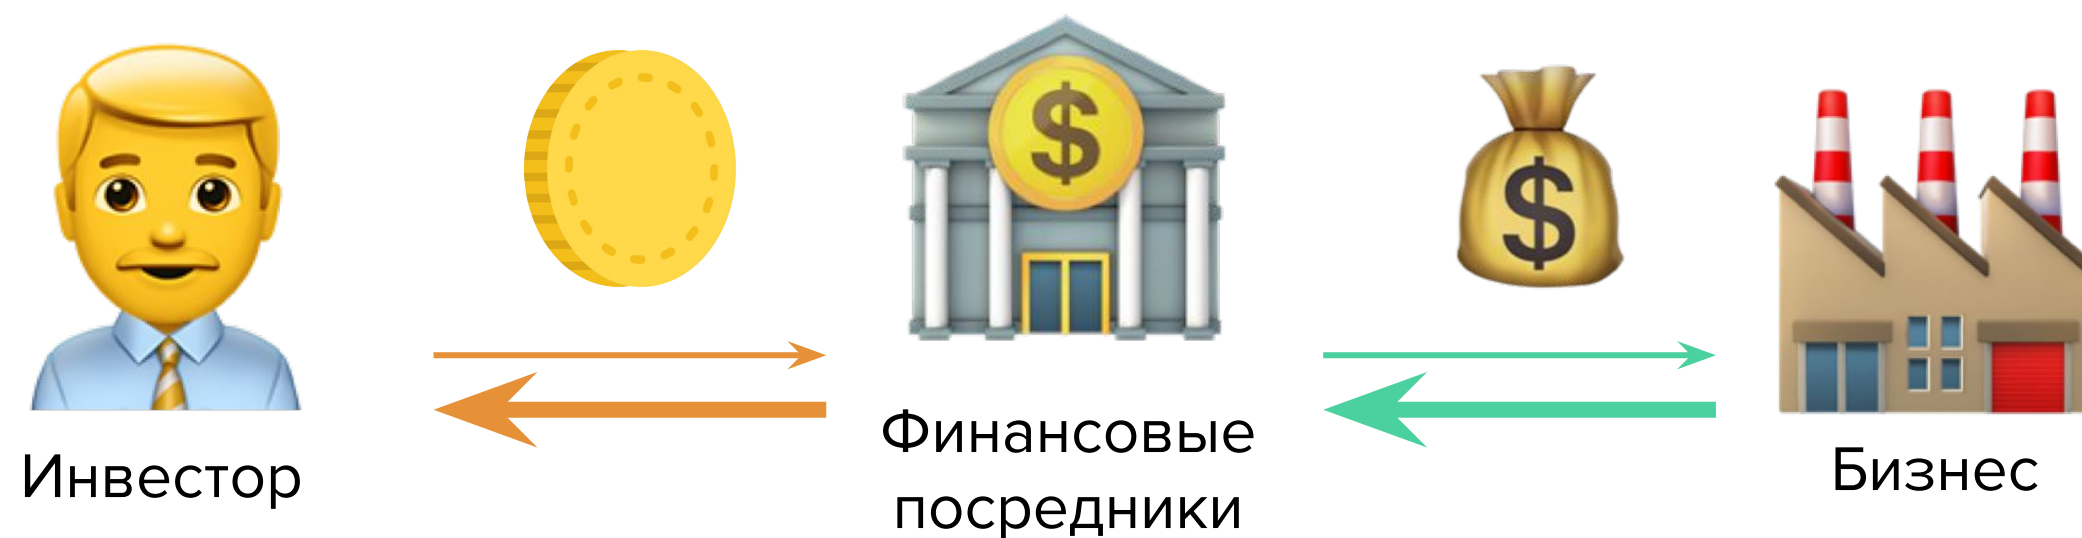 $
$
Финансовые
посредники
Инвестор
Бизнес